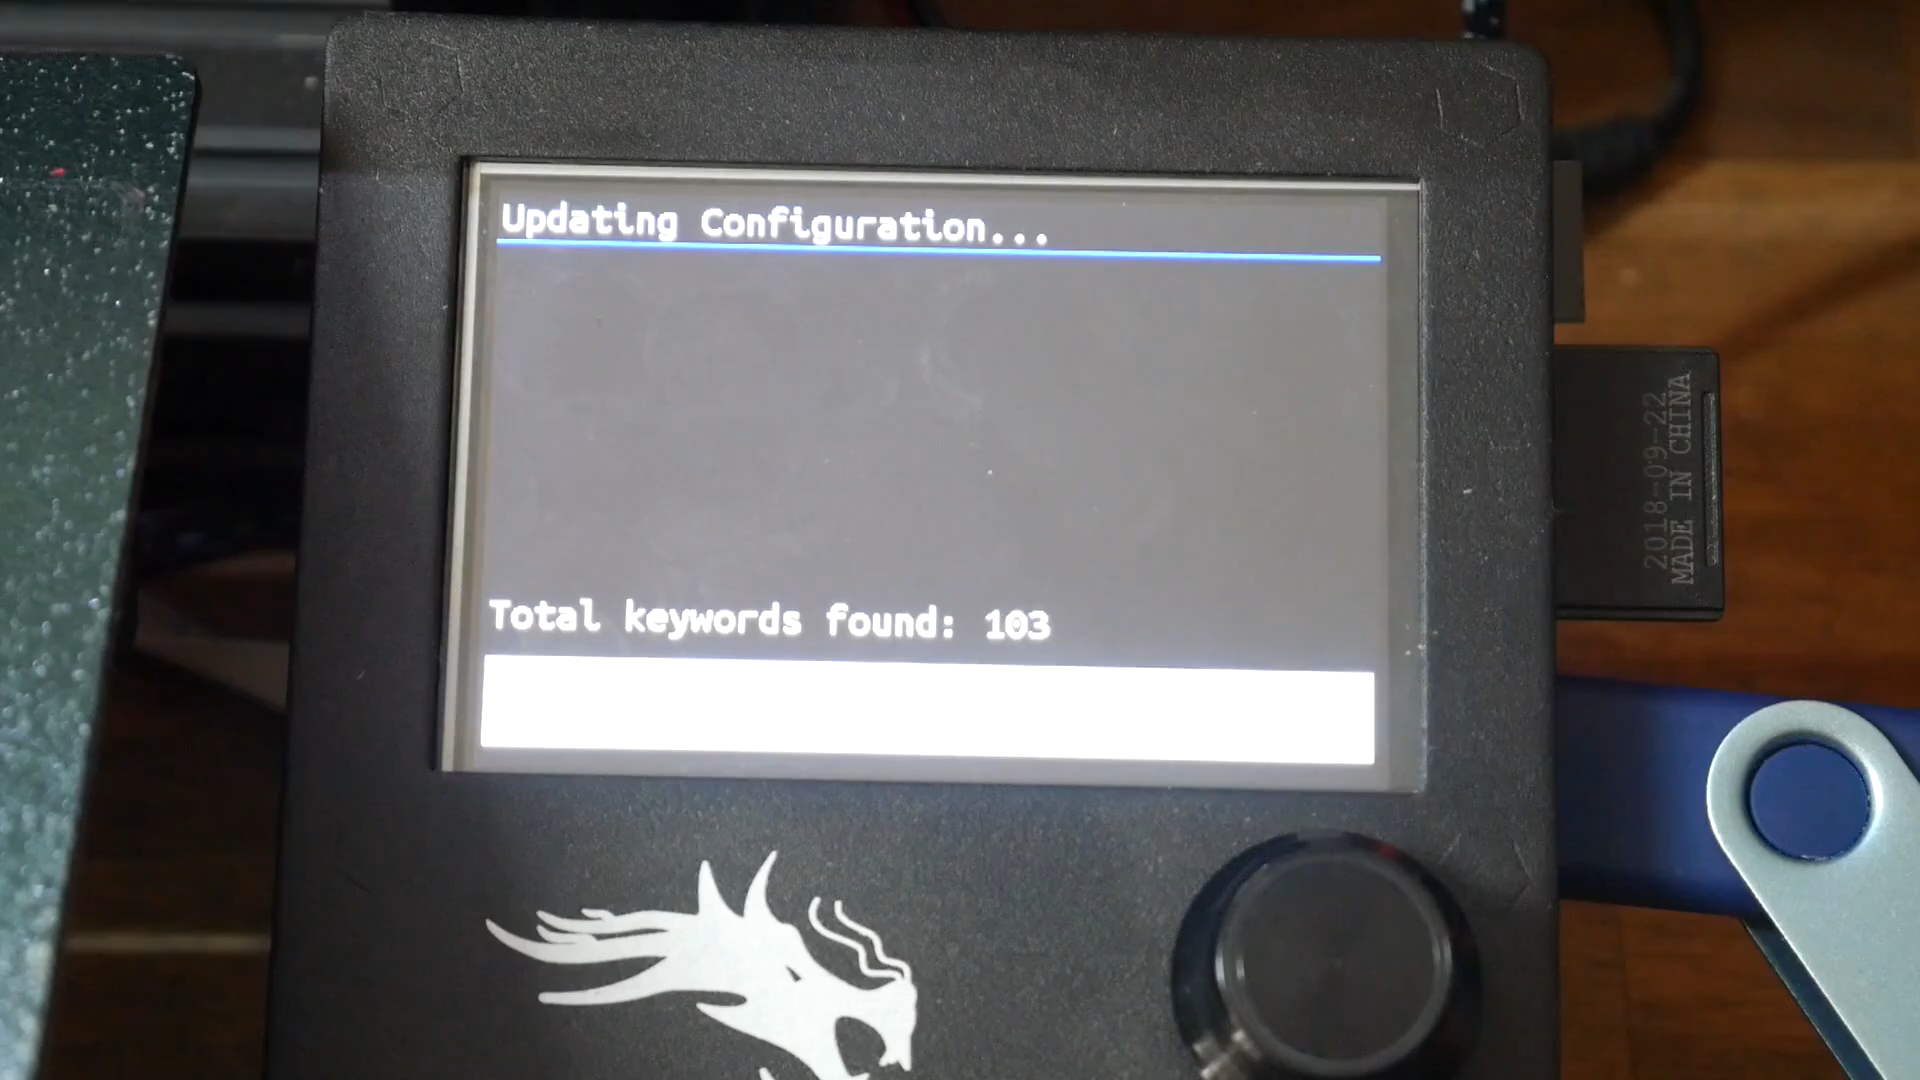 Updating Configuration...
Total keywords found: 103
2018-09-22
MADE IN CHINA